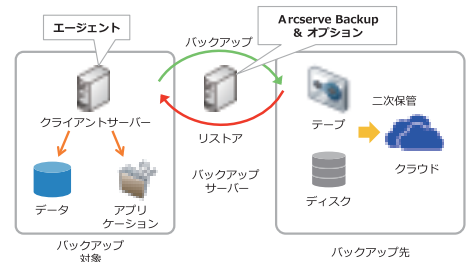 エージェント
バックアップ
Arcserve Backup
& オプション
クライアントサーバー
リストア
テープ
二次保管
クラウド
バックアップ
サーバー
ディスク
データ
アプリ
ケーション
バックアップ
対象
バックアップ先